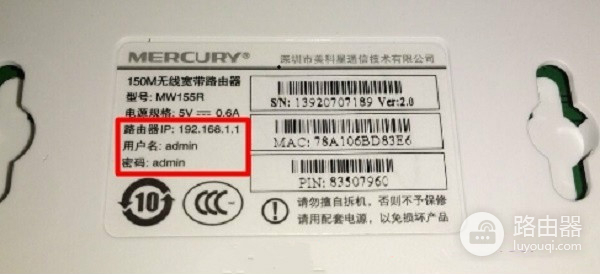 MERCURY® 深圳市美科星通信技术有限公司
150M无线宽带路由器
型号: MW155R
电源规格: 5V⎓0.6A
路由器IP: 192.168.1.1
用户名: admin
密码: admin
S/N: 13920707189 Ver:2.0
MAC: 78A106BD83E6
PIN: 83507960
10
CCC
请勿擅自拆机，否则不予保修
请用配套电源，以免损坏产品
路由器
luyouqi.com